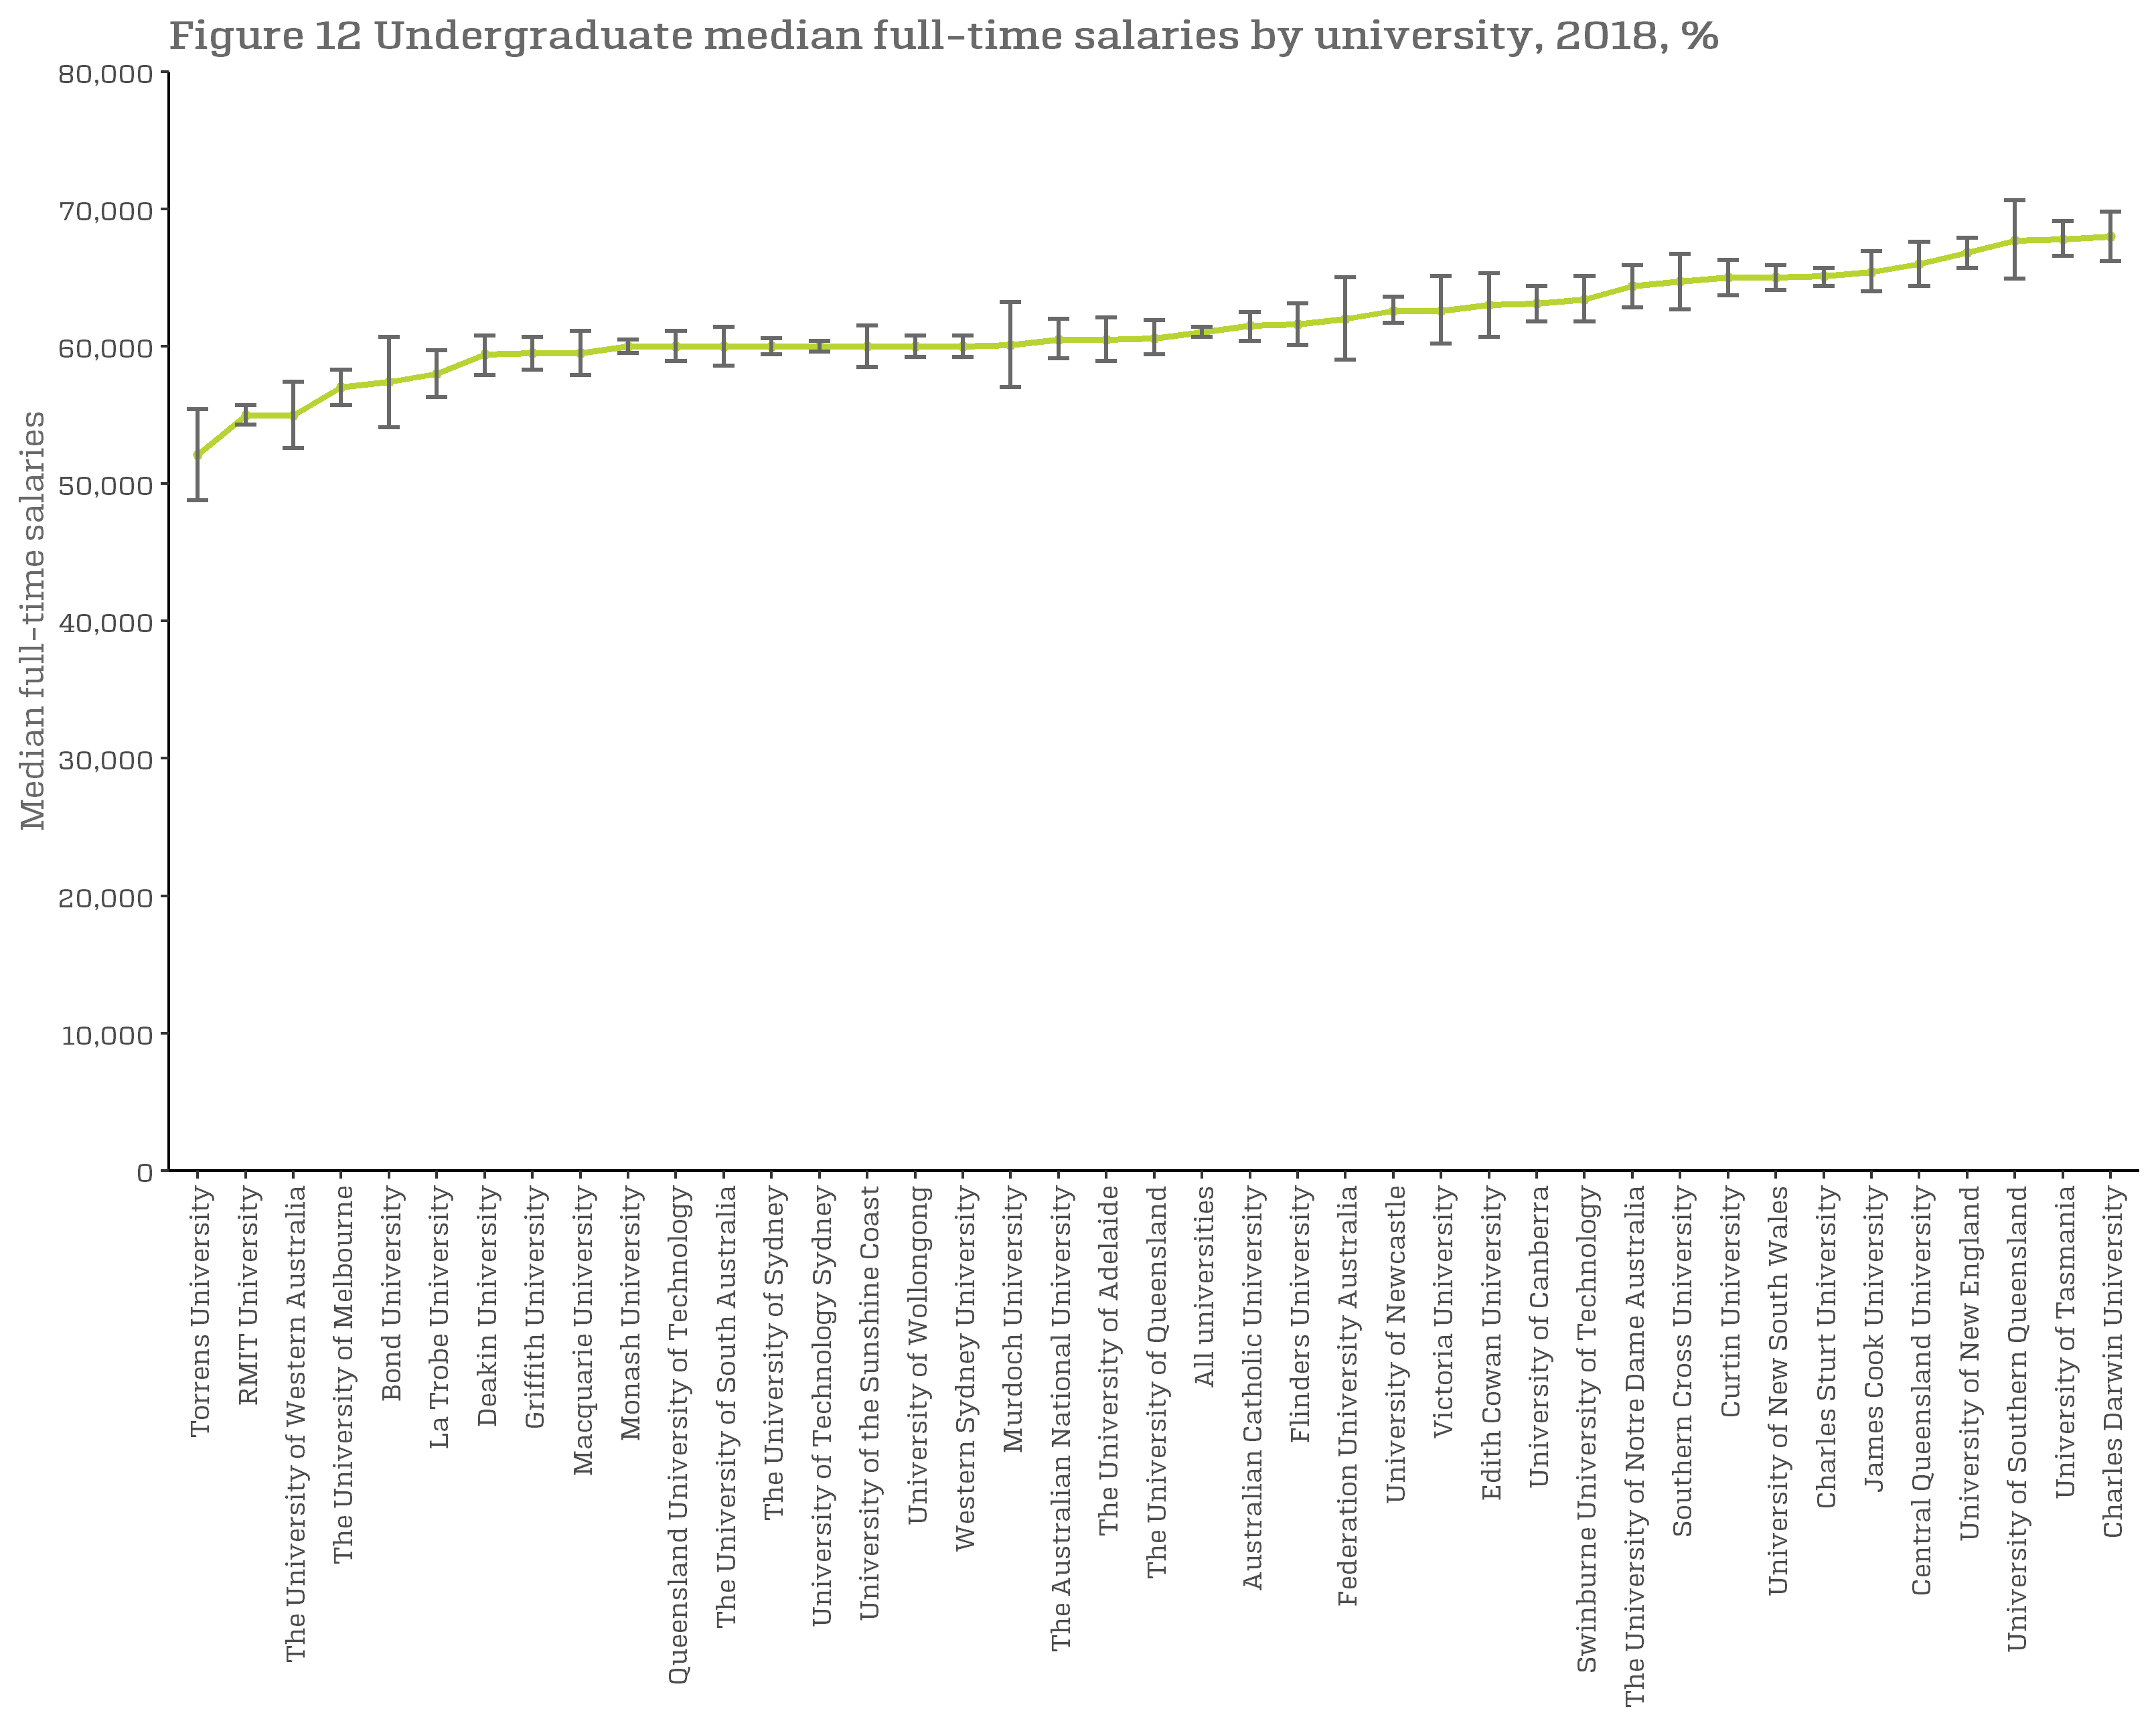 Figure 12 Undergraduate median full-time salaries by university, 2018, %
Median full-time salaries
80,000
70,000
60,000
50,000
40,000
30,000
20,000
10,000
0
Torrens University
RMIT University
The University of Western Australia
The University of Melbourne
Bond University
La Trobe University
Deakin University
Griffith University
Macquarie University
Monash University
Queensland University of Technology
The University of South Australia
The University of Sydney
University of Technology Sydney
University of the Sunshine Coast
University of Wollongong
Western Sydney University
Murdoch University
The Australian National University
The University of Adelaide
The University of Queensland
All universities
Australian Catholic University
Flinders University
Federation University Australia
University of Newcastle
Victoria University
Edith Cowan University
University of Canberra
Swinburne University of Technology
The University of Notre Dame Australia
Southern Cross University
Curtin University
University of New South Wales
Charles Sturt University
James Cook University
Central Queensland University
University of New England
University of Southern Queensland
University of Tasmania
Charles Darwin University